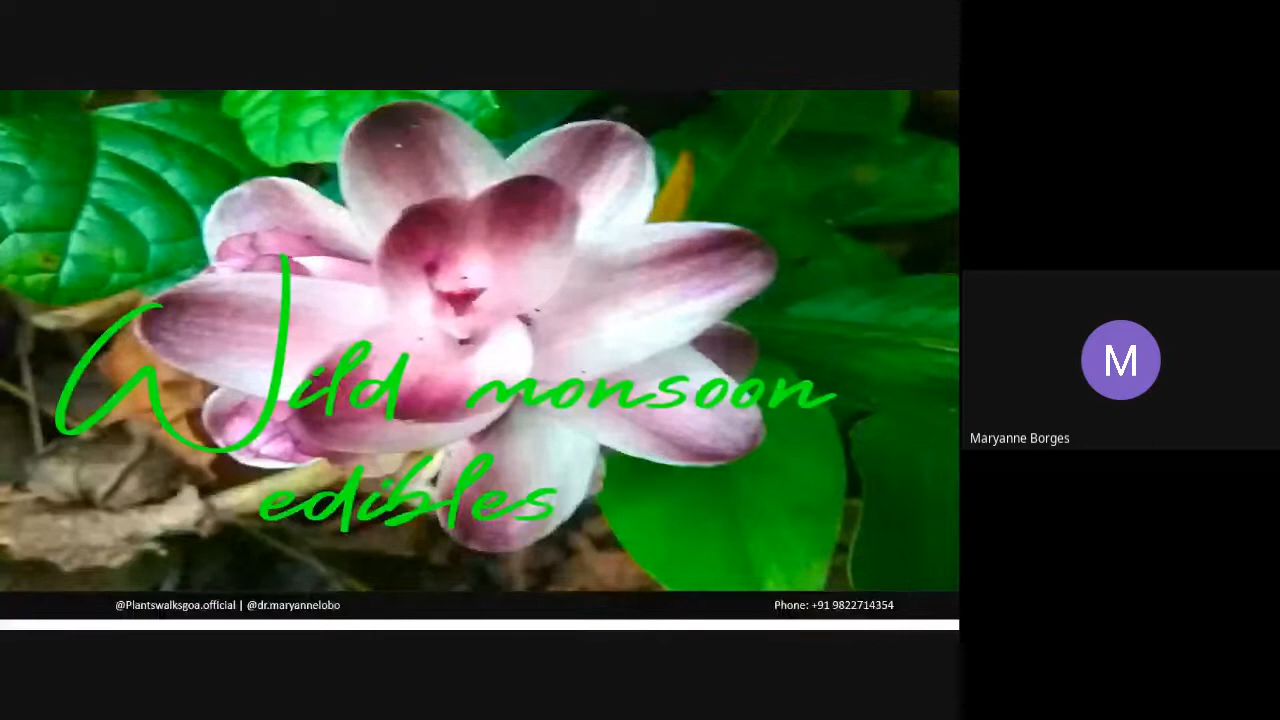 Wild monsoon
edibles
@Plantswalksgoa.official | @dr.maryannelobo
Phone: +91 9822714354
M
Maryanne Borges